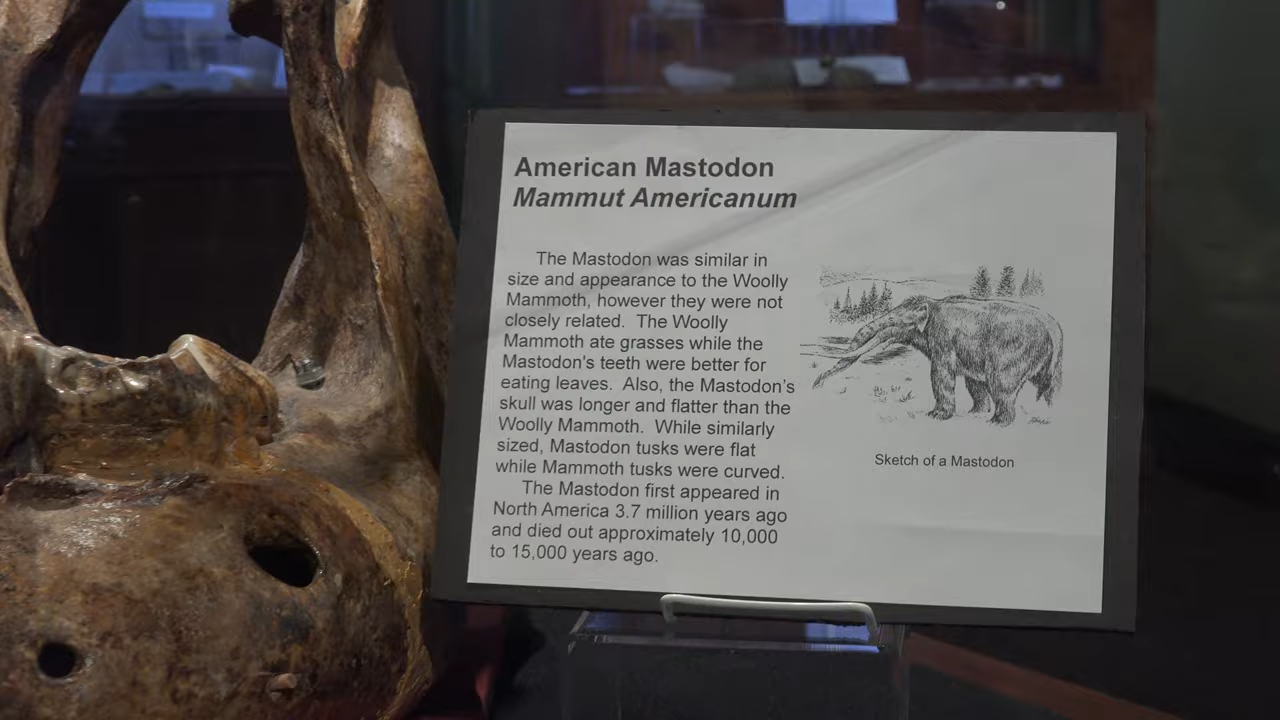 American Mastodon
Mammut Americanum
The Mastodon was similar in
size and appearance to the Woolly
Mammoth, however they were not
closely related. The Woolly
Mammoth ate grasses while the
Mastodon's teeth were better for
eating leaves. Also, the Mastodon's
skull was longer and flatter than the
Woolly Mammoth. While similarly
sized, Mastodon tusks were flat
while Mammoth tusks were curved.
The Mastodon first appeared in
North America 3.7 million years ago
and died out approximately 10,000
to 15,000 years ago.
Sketch of a Mastodon